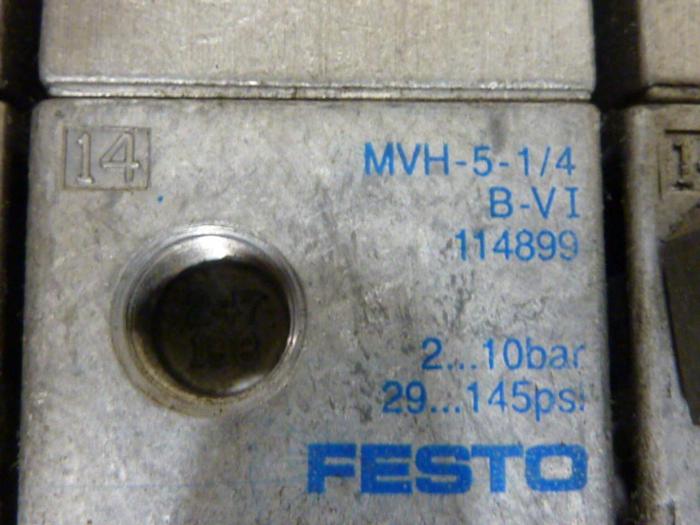 14
MVH-5-1/4
B-VI
114899
2...10bar
29...145psi
FESTO